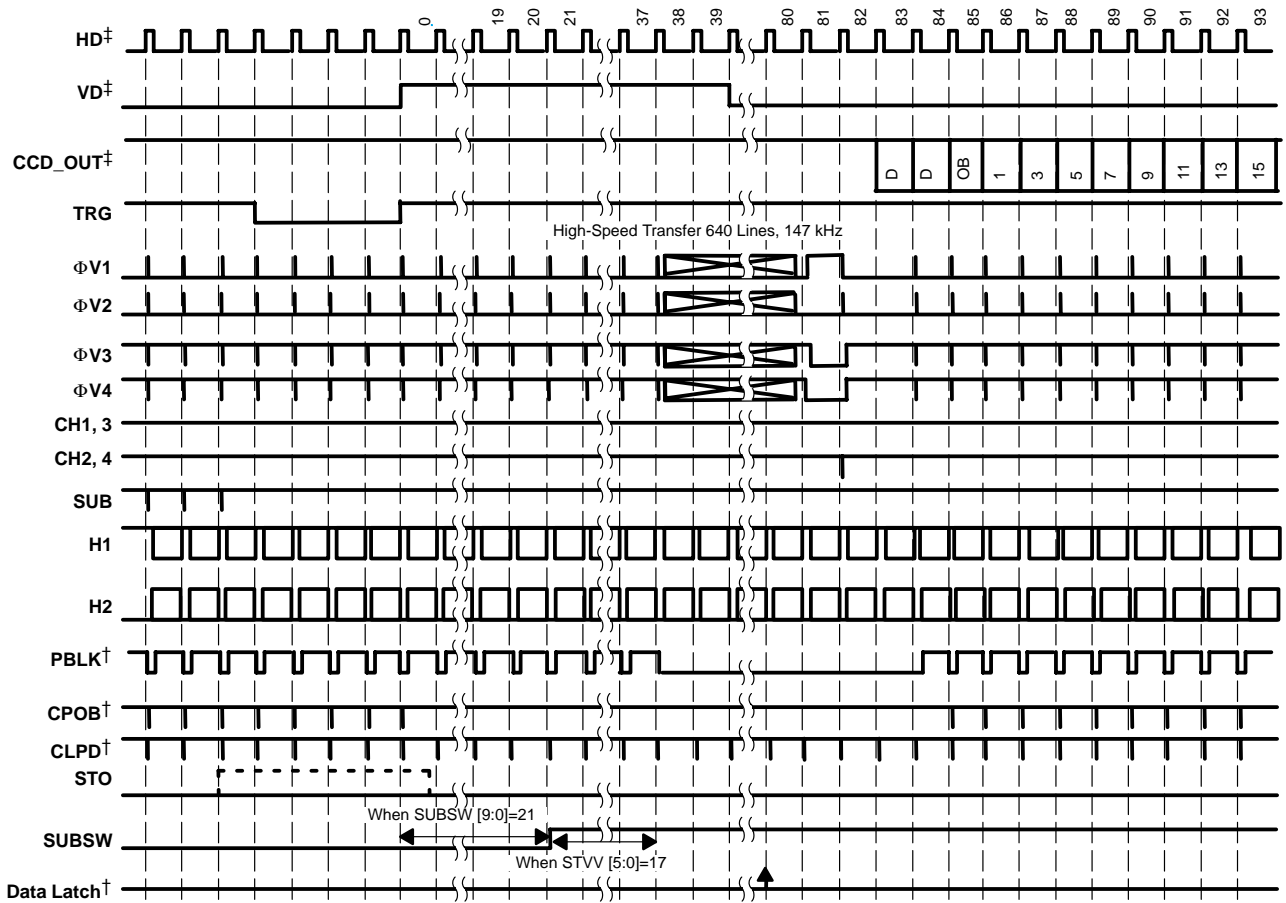 0 19 20 21 37 38 39 80 81 82 83 84 85 86 87 88 89 90 91 92 93
HD‡
VD‡
CCD_OUT‡
D D OB 1 3 5 7 9 11 13 15
TRG
High-Speed Transfer 640 Lines, 147 kHz
ΦV1
ΦV2
ΦV3
ΦV4
CH1, 3
CH2, 4
SUB
H1
H2
PBLK†
CPOB†
CLPD†
STO
When SUBSW [9:0]=21
SUBSW
When STVV [5:0]=17
Data Latch†